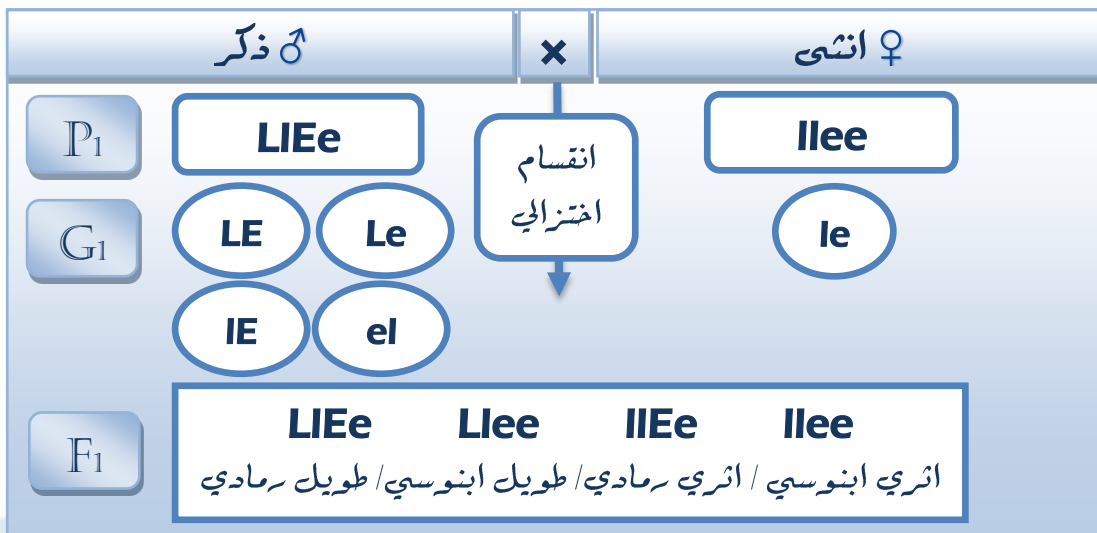 ♂ ذكر
×
♀ انثى
P1
LlEe
انقسام
اختزالي
llee
G1
LE
Le
le
lE
el
F1
LlEe Llee llEe llee
اثري ابنوسي / اثري رمادي/ طويل ابنوسي/ طويل رمادي